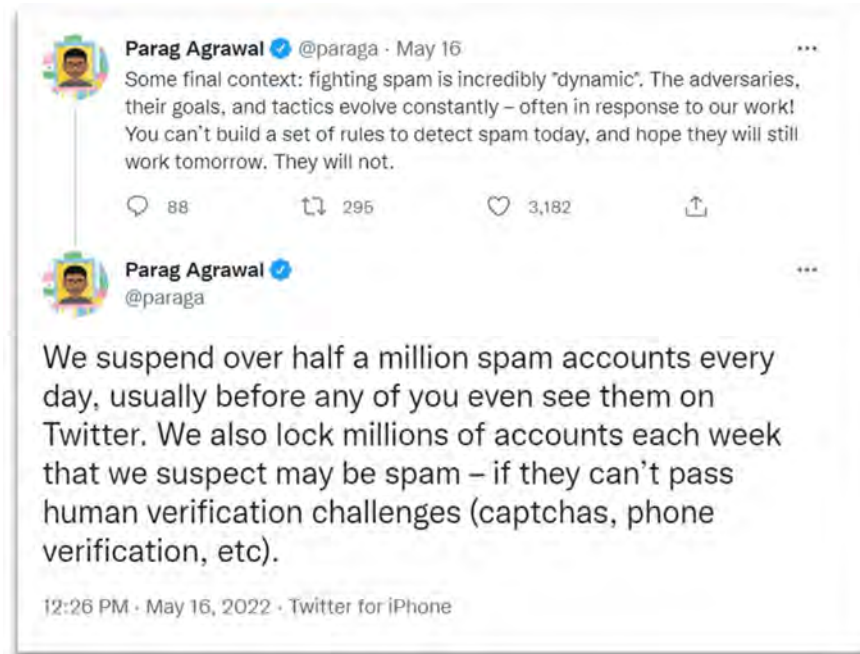 Parag Agrawal @paraga · May 16
Some final context: fighting spam is incredibly "dynamic". The adversaries,
their goals, and tactics evolve constantly – often in response to our work!
You can't build a set of rules to detect spam today, and hope they will still
work tomorrow. They will not.
88 295 3,182
Parag Agrawal
@paraga
We suspend over half a million spam accounts every
day, usually before any of you even see them on
Twitter. We also lock millions of accounts each week
that we suspect may be spam – if they can't pass
human verification challenges (captchas, phone
verification, etc).
12:26 PM · May 16, 2022 · Twitter for iPhone